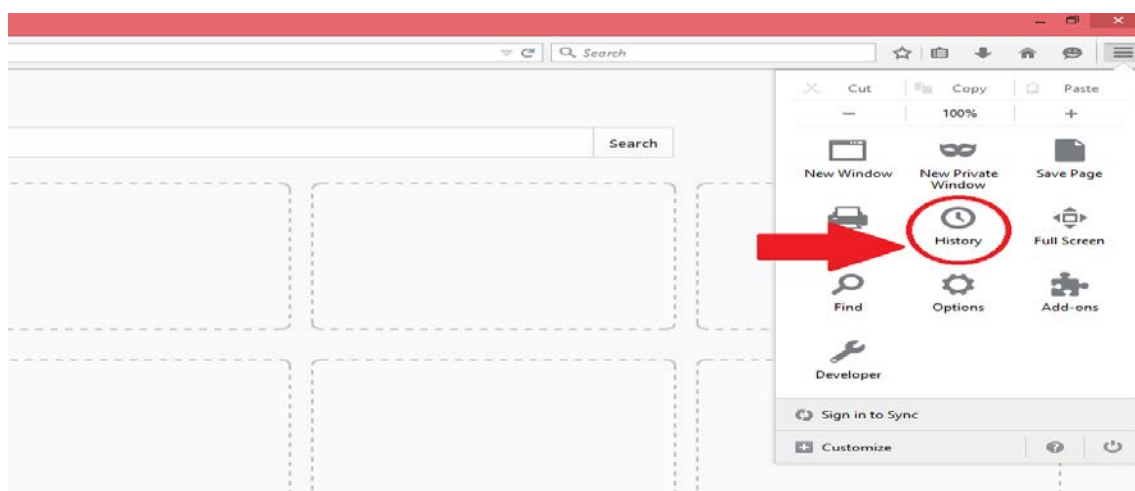 Search
Cut Copy Paste
100%
Search
New Window New Private Window Save Page
History Full Screen
Find Options Add-ons
Developer
Sign in to Sync
Customize